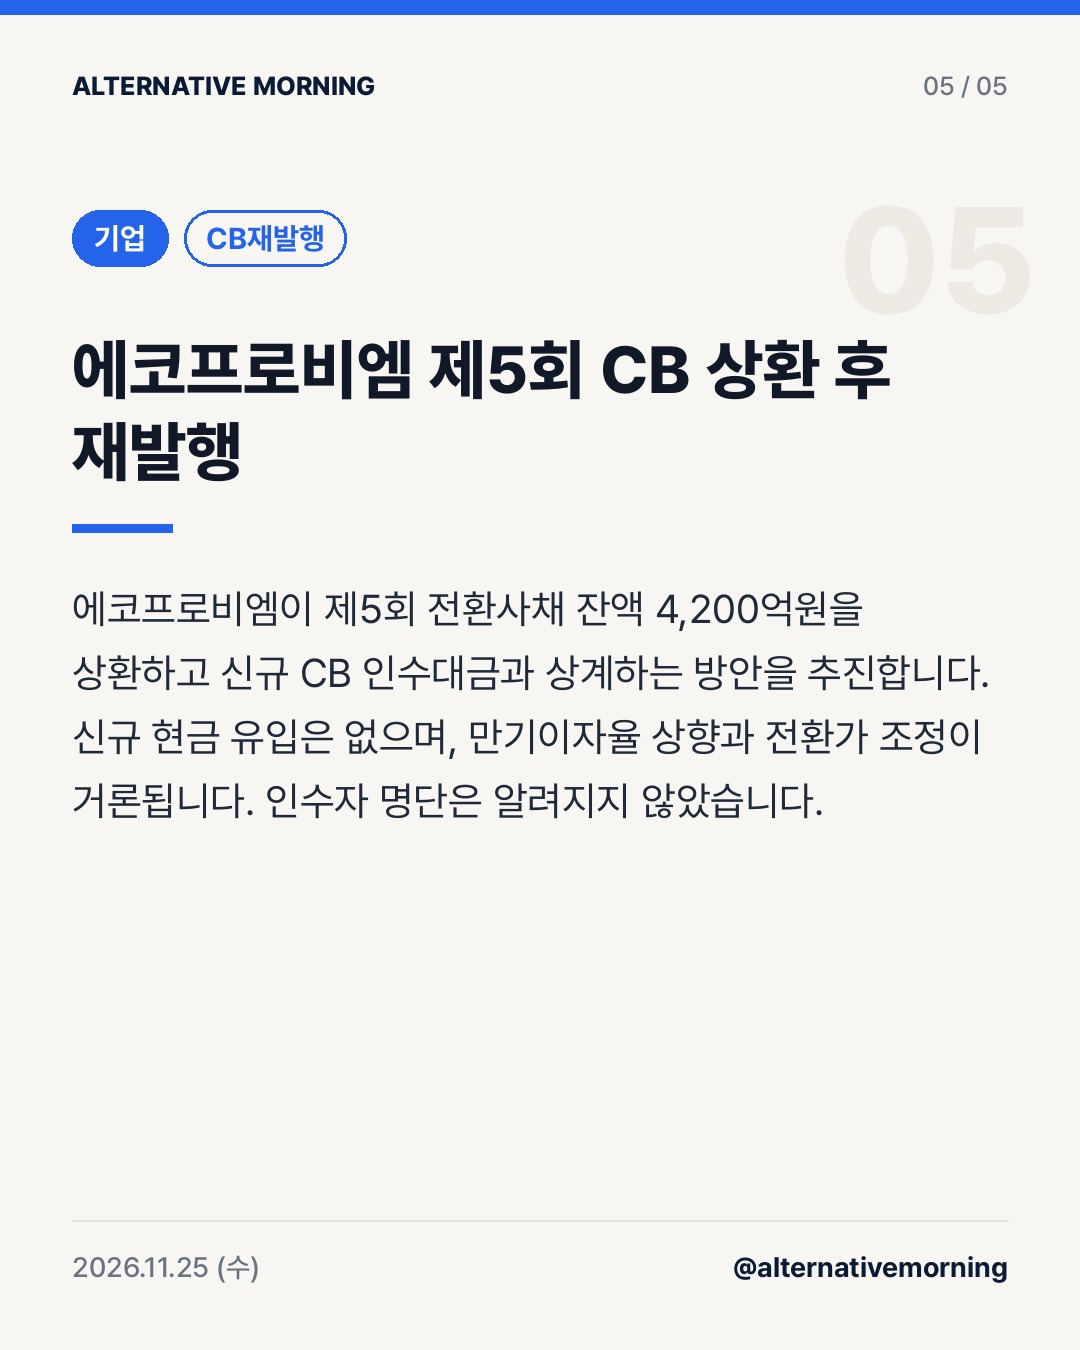 ALTERNATIVE MORNING
05 / 05
기업
CB재발행
05
에코프로비엠 제5회 CB 상환 후
재발행
에코프로비엠이 제5회 전환사채 잔액 4,200억원을
상환하고 신규 CB 인수대금과 상계하는 방안을 추진합니다.
신규 현금 유입은 없으며, 만기이자율 상향과 전환가 조정이
거론됩니다. 인수자 명단은 알려지지 않았습니다.
2026.11.25 (수)
@alternativemorning